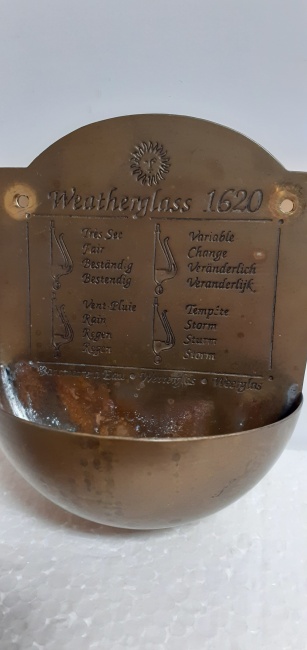 Weatherglass 1620
Tres Sec
Fair
Beständig
Bestendig
Variable
Change
Veränderlich
Veranderlijk
Vent Pluie
Rain
Regen
Regen
Tempête
Storm
Sturm
Storm
Weerglas